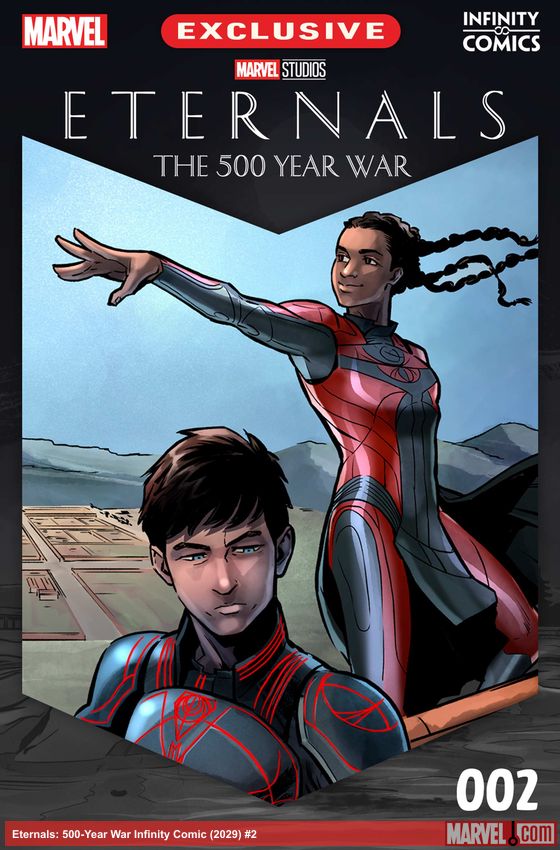 MARVEL
EXCLUSIVE
INFINITY
COMICS
MARVEL STUDIOS
ETERNALS
THE 500 YEAR WAR
002
Eternals: 500-Year War Infinity Comic (2029) #2
MARVEL.com